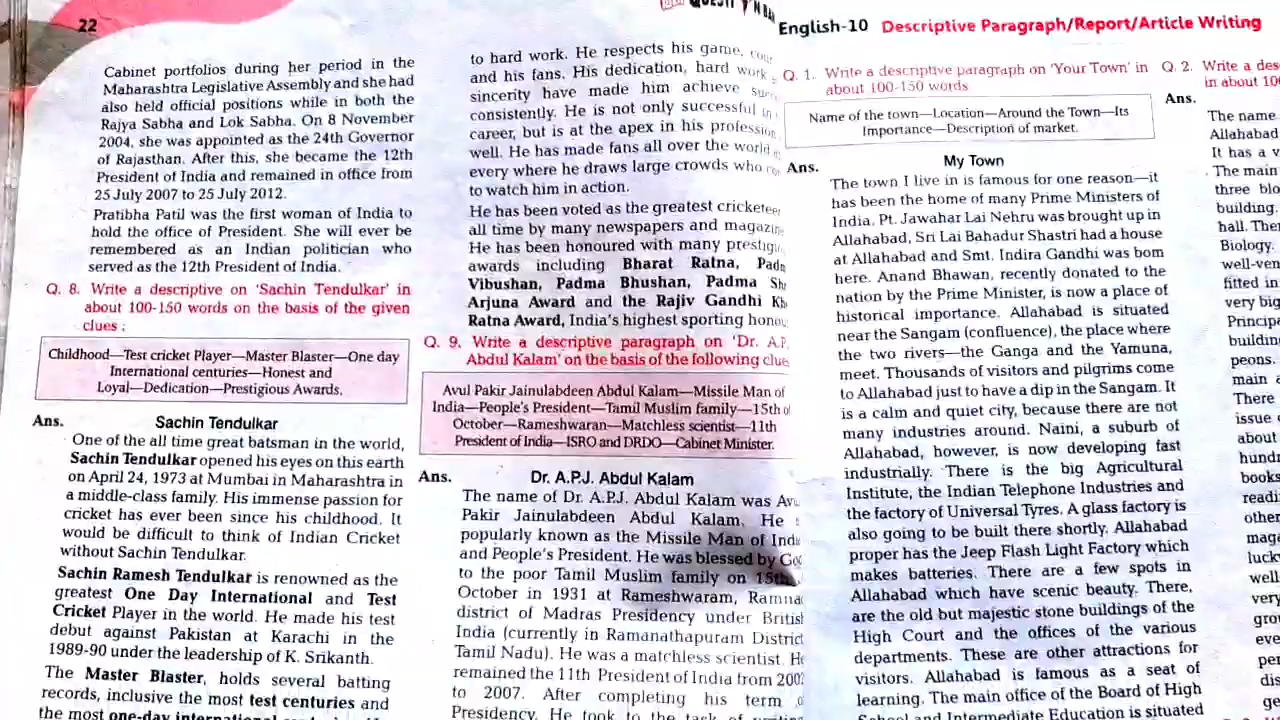 22
Cabinet portfolios during her period in the
Maharashtra Legislative Assembly and she had
also held official positions while in both the
Rajya Sabha and Lok Sabha. On 8 November
2004, she was appointed as the 24th Governor
of Rajasthan. After this, she became the 12th
President of India and remained in office from
25 July 2007 to 25 July 2012.
Pratibha Patil was the first woman of India to
hold the office of President. She will ever be
remembered as an Indian politician who
served as the 12th President of India.
Q. 8. Write a descriptive on 'Sachin Tendulkar' in
about 100-150 words on the basis of the given
clues :
Childhood—Test cricket Player—Master Blaster—One day
International centuries—Honest and
Loyal—Dedication—Prestigious Awards.
Ans. Sachin Tendulkar
One of the all time great batsman in the world,
Sachin Tendulkar opened his eyes on this earth
on April 24, 1973 at Mumbai in Maharashtra in
a middle-class family. His immense passion for
cricket has ever been since his childhood. It
would be difficult to think of Indian Cricket
without Sachin Tendulkar.
Sachin Ramesh Tendulkar is renowned as the
greatest One Day International and Test
Cricket Player in the world. He made his test
debut against Pakistan at Karachi in the
1989-90 under the leadership of K. Srikanth.
The Master Blaster, holds several batting
records, inclusive the most test centuries and
the most one-day
to hard work. He respects his game,
and his fans. His dedication, hard work
sincerity have made him achieve
consistently. He is not only successful
career, but is at the apex in his profession
well. He has made fans all over the world
every where he draws large crowds who
to watch him in action.
He has been voted as the greatest cricketer
all time by many newspapers and
He has been honoured with many
awards including Bharat Ratna,
Vibushan, Padma Bhushan, Padma
Arjuna Award and the Rajiv Gandhi
Ratna Award, India's highest sporting
Q. 9. Write a descriptive paragraph on 'Dr. A.P.
Abdul Kalam' on the basis of the following
Avul Pakir Jainulabdeen Abdul Kalam—Missile Man of
India—People's President—Tamil Muslim family—15th
October—Rameshwaran—Matchless scientist—11th
President of India—ISRO and DRDO—Cabinet Minister.
Ans. Dr. A.P.J. Abdul Kalam
The name of Dr. A.P.J. Abdul Kalam was
Pakir Jainulabdeen Abdul Kalam. He
popularly known as the Missile Man of
and People's President. He was blessed by
to the poor Tamil Muslim family on 15th
October in 1931 at Rameshwaram,
district of Madras Presidency under
India (currently in Ramanathapuram District
Tamil Nadu). He was a matchless scientist. He
remained the 11th President of India from
to 2007. After completing his term
Presidency. He took to the task of
English-10 Descriptive Paragraph/Report/Article Writing
Q. 1. Write a descriptive paragraph on 'Your Town' in
about 100-150 words
Name of the town—Location—Around the Town—Its
Importance—Description of market.
Ans. My Town
The town I live in is famous for one reason—it
has been the home of many Prime Ministers of
India. Pt. Jawahar Lai Nehru was brought up in
Allahabad, Sri Lai Bahadur Shastri had a house
at Allahabad and Smt. Indira Gandhi was bom
here. Anand Bhawan, recently donated to the
nation by the Prime Minister, is now a place of
historical importance. Allahabad is situated
near the Sangam (confluence), the place where
the two rivers—the Ganga and the Yamuna,
meet. Thousands of visitors and pilgrims come
to Allahabad just to have a dip in the Sangam. It
is a calm and quiet city, because there are not
many industries around. Naini, a suburb of
Allahabad, however, is now developing fast
industrially. There is the big Agricultural
Institute, the Indian Telephone Industries and
the factory of Universal Tyres. A glass factory is
also going to be built there shortly. Allahabad
proper has the Jeep Flash Light Factory which
makes batteries. There are a few spots in
Allahabad which have scenic beauty. There,
are the old but majestic stone buildings of the
High Court and the offices of the various
departments. These are other attractions for
visitors. Allahabad is famous as a seat of
learning. The main office of the Board of High
School and Intermediate Education is situated
Q. 2. Write a
in about
Ans.
The name
Allahabad
It has a
The main
three
building.
hall.
Biology.
fitted in
very big
peons.
main
There
issue
about
books
other
well
very